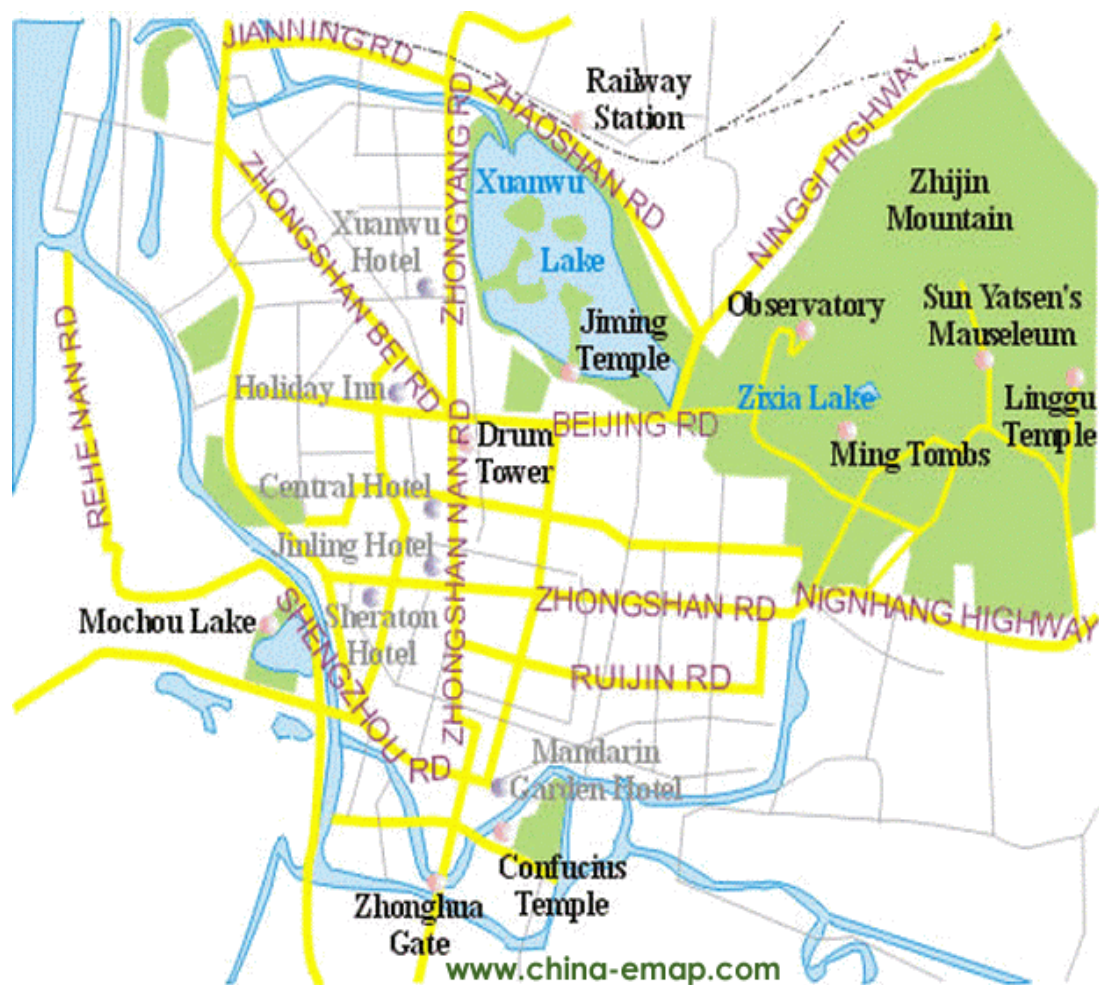 JIANNING RD
ZHONGYANG RD
ZHAOSHAN RD
Railway
Station
NINGGI HIGHWAY
Zhijin
Mountain
ZHONGSHAN BEI RD
Xuanwu
Lake
Xuanwu
Hotel
Observatory
Sun Yatsen's
Mauseleum
Jiming
Temple
REHE NAN RD
Holiday Inn
Zixia Lake
Linggu
Temple
BEIJING RD
Drum
Tower
Ming Tombs
Central Hotel
ZHONGSHAN NAN RD
Jinling Hotel
ZHONGSHAN RD
NIGNHANG HIGHWAY
Mochou Lake
Sheraton
Hotel
SHENGZHOU RD
RUIJIN RD
Mandarin
Garden Hotel
Confucius
Temple
Zhonghua
Gate
www.china-emap.com